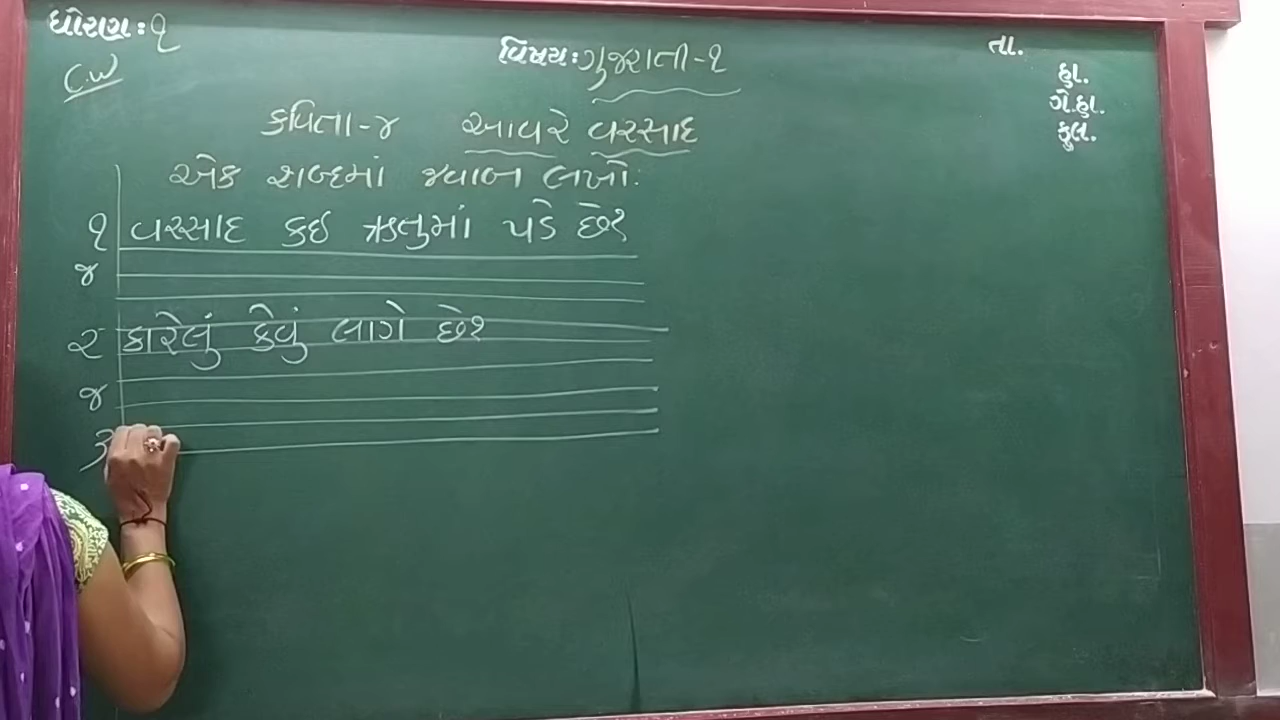 ધોરણ: ૧
વિષય: ગુજરાતી-૧
તા.
C.W
હા.
ગે.હા.
કુલ.
કવિતા-૪ આવરે વરસાદ
એક શબ્દમાં જવાબ લખો:
૧ વરસાદ કઇ ઋતુમાં પડે છે?
જ
૨ કારેલું કેવું લાગે છે?
જ
૩